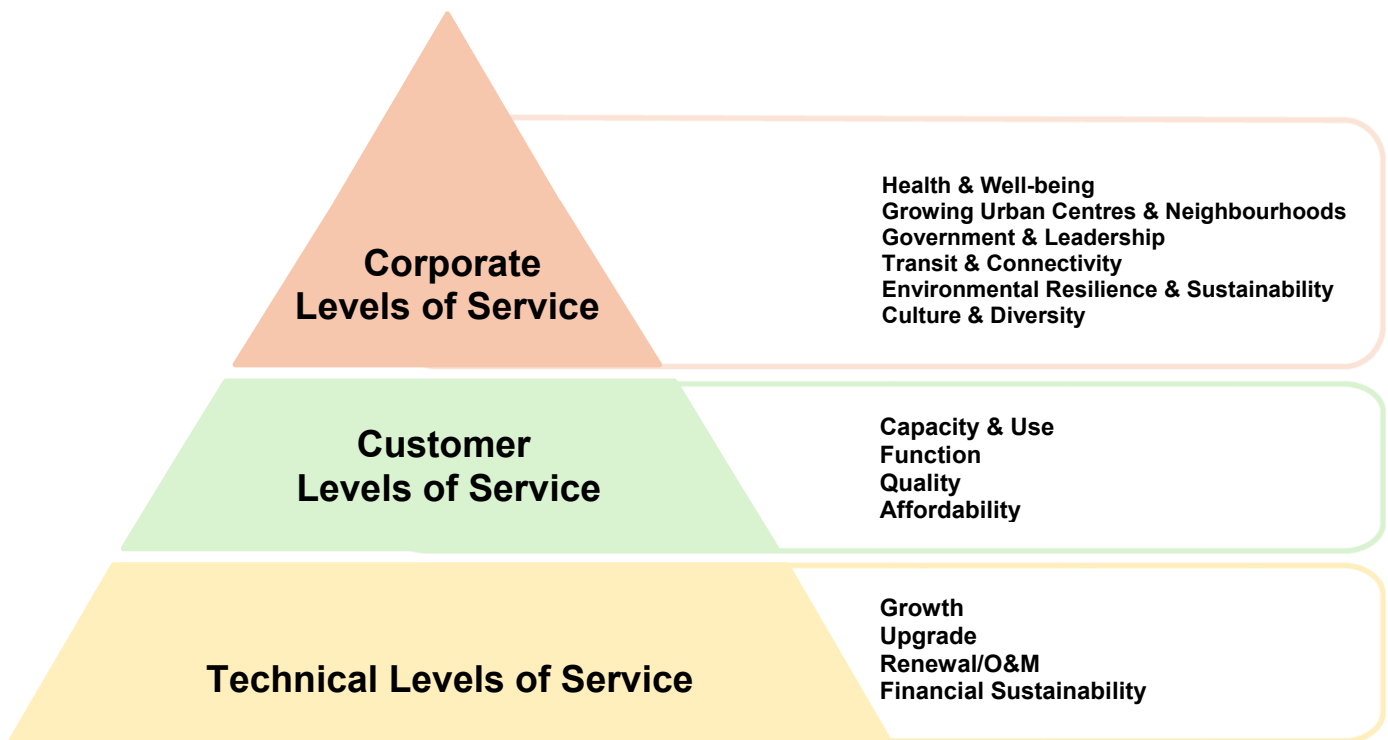 Corporate
Levels of Service
Health & Well-being
Growing Urban Centres & Neighbourhoods
Government & Leadership
Transit & Connectivity
Environmental Resilience & Sustainability
Culture & Diversity
Customer
Levels of Service
Capacity & Use
Function
Quality
Affordability
Technical Levels of Service
Growth
Upgrade
Renewal/O&M
Financial Sustainability